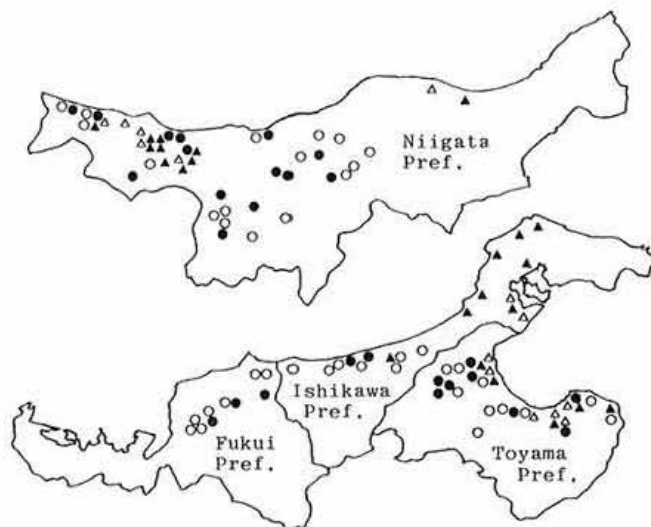 Niigata
Pref.
Ishikawa
Pref.
Fukui
Pref.
Toyama
Pref.